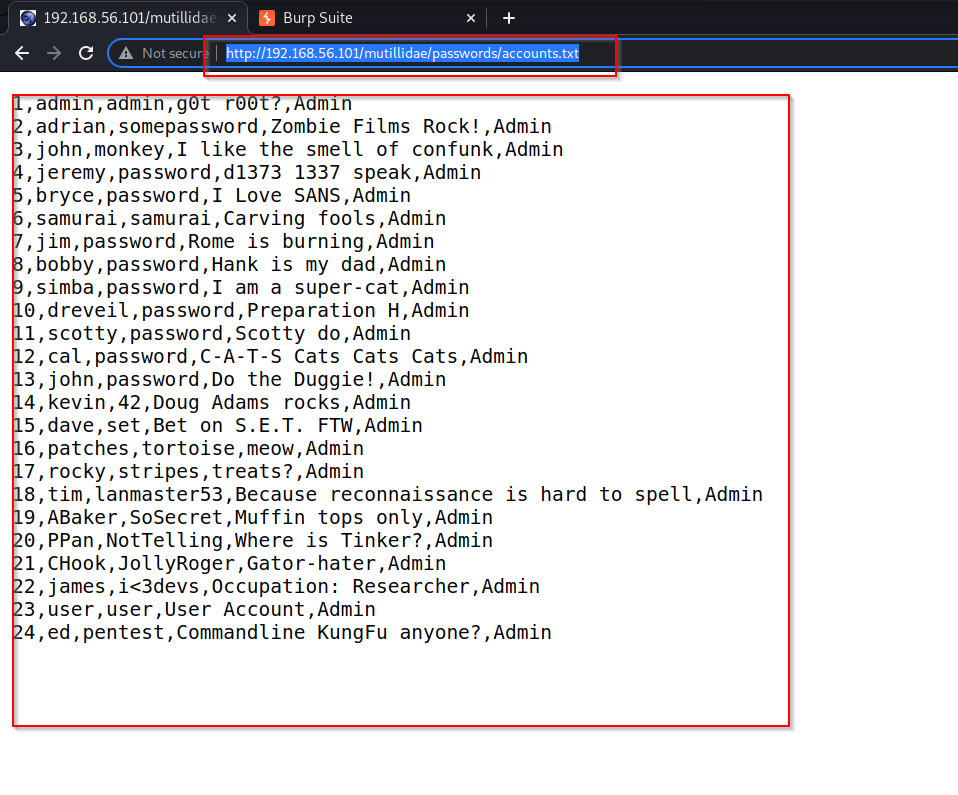 192.168.56.101/mutillidae
Burp Suite
Not secure
http://192.168.56.101/mutillidae/passwords/accounts.txt
1,admin,admin,g0t r00t?,Admin
2,adrian,somepassword,Zombie Films Rock!,Admin
3,john,monkey,I like the smell of confunk,Admin
4,jeremy,password,d1373 1337 speak,Admin
5,bryce,password,I Love SANS,Admin
6,samurai,samurai,Carving fools,Admin
7,jim,password,Rome is burning,Admin
8,bobby,password,Hank is my dad,Admin
9,simba,password,I am a super-cat,Admin
10,dreveil,password,Preparation H,Admin
11,scotty,password,Scotty do,Admin
12,cal,password,C-A-T-S Cats Cats Cats,Admin
13,john,password,Do the Duggie!,Admin
14,kevin,42,Doug Adams rocks,Admin
15,dave,set,Bet on S.E.T. FTW,Admin
16,patches,tortoise,meow,Admin
17,rocky,stripes,treats?,Admin
18,tim,lanmaster53,Because reconnaissance is hard to spell,Admin
19,ABaker,SoSecret,Muffin tops only,Admin
20,PPan,NotTelling,Where is Tinker?,Admin
21,CHook,JollyRoger,Gator-hater,Admin
22,james,i<3devs,Occupation: Researcher,Admin
23,user,user,User Account,Admin
24,ed,pentest,Commandline KungFu anyone?,Admin